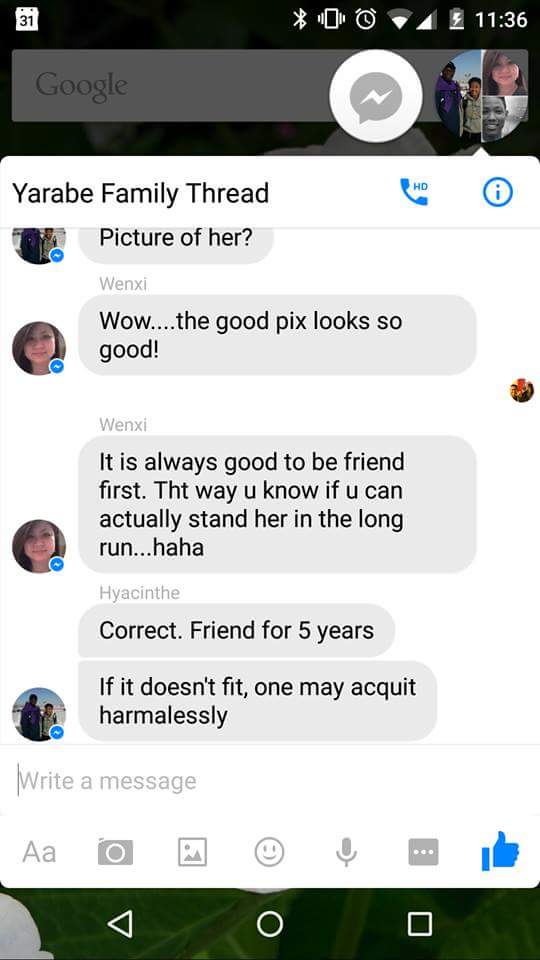 31
11:36
Google
Yarabe Family Thread
HD
Picture of her?
Wenxi
Wow....the good pix looks so
good!
Wenxi
It is always good to be friend
first. Tht way u know if u can
actually stand her in the long
run...haha
Hyacinthe
Correct. Friend for 5 years
If it doesn't fit, one may acquit
harmalessly
Write a message
Aa